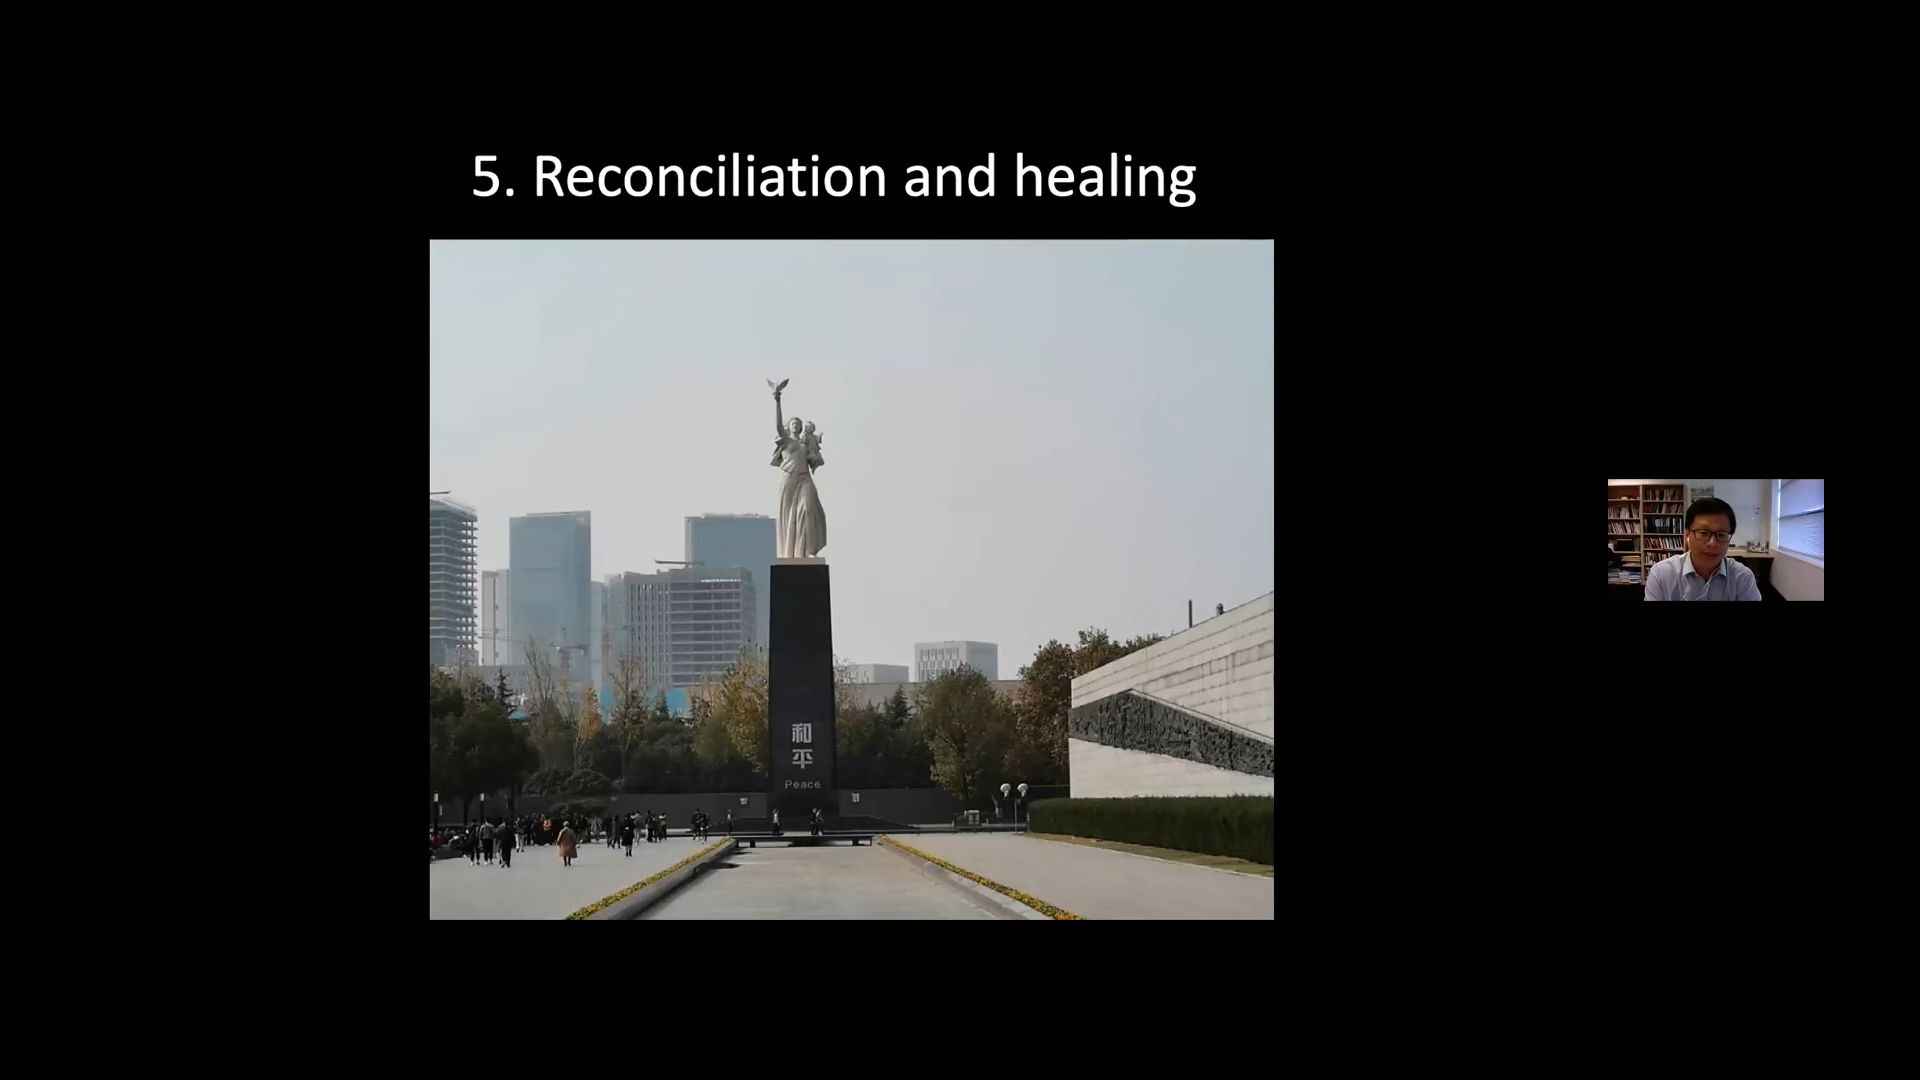 5. Reconciliation and healing
和
平
Peace